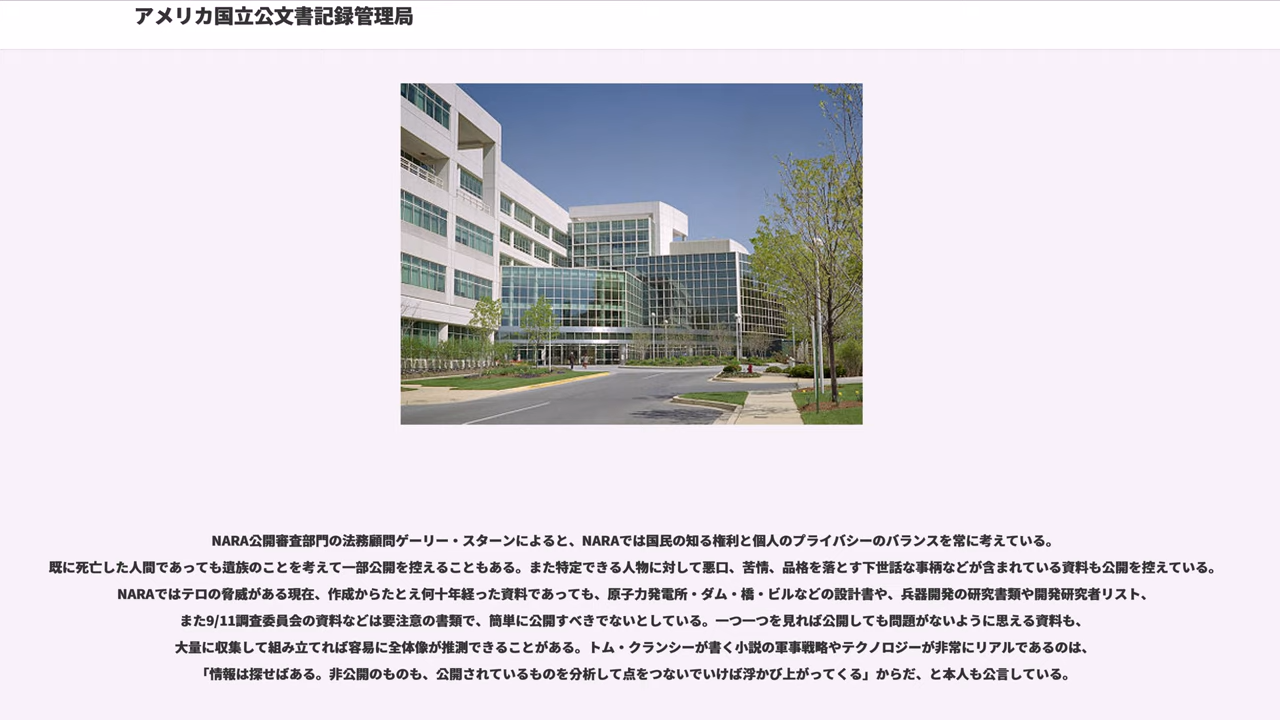 アメリカ国立公文書記録管理局
NARA公開審査部門の法務顧問ゲーリー・スターンによると、NARAでは国民の知る権利と個人のプライバシーのバランスを常に考えている。
既に死亡した人間であっても遺族のことを考えて一部公開を控えることもある。また特定できる人物に対して悪口、苦情、品格を落とす下世話な事柄などが含まれている資料も公開を控えている。
NARAではテロの脅威がある現在、作成からたとえ何十年経った資料であっても、原子力発電所・ダム・橋・ビルなどの設計書や、兵器開発の研究書類や開発研究者リスト、
また9/11調査委員会の資料などは要注意の書類で、簡単に公開すべきでないとしている。一つ一つを見れば公開しても問題がないように思える資料も、
大量に収集して組み立てれば容易に全体像が推測できることがある。トム・クランシーが書く小説の軍事戦略やテクノロジーが非常にリアルであるのは、
「情報は探せばある。非公開のものも、公開されているものを分析して点をつないでいけば浮かび上がってくる」からだ、と本人も公言している。